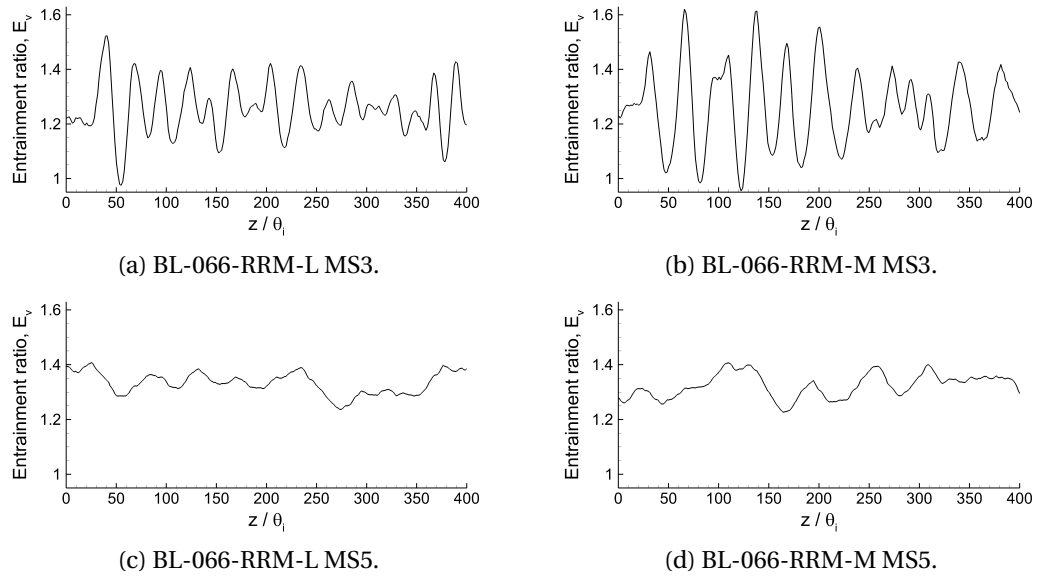 Entrainment ratio, E_v
1.6
1.4
1.2
1
0 50 100 150 200 250 300 350 400
z / θ_i
(a) BL-066-RRM-L MS3.
Entrainment ratio, E_v
1.6
1.4
1.2
1
0 50 100 150 200 250 300 350 400
z / θ_i
(b) BL-066-RRM-M MS3.
Entrainment ratio, E_v
1.6
1.4
1.2
1
0 50 100 150 200 250 300 350 400
z / θ_i
(c) BL-066-RRM-L MS5.
Entrainment ratio, E_v
1.6
1.4
1.2
1
0 50 100 150 200 250 300 350 400
z / θ_i
(d) BL-066-RRM-M MS5.